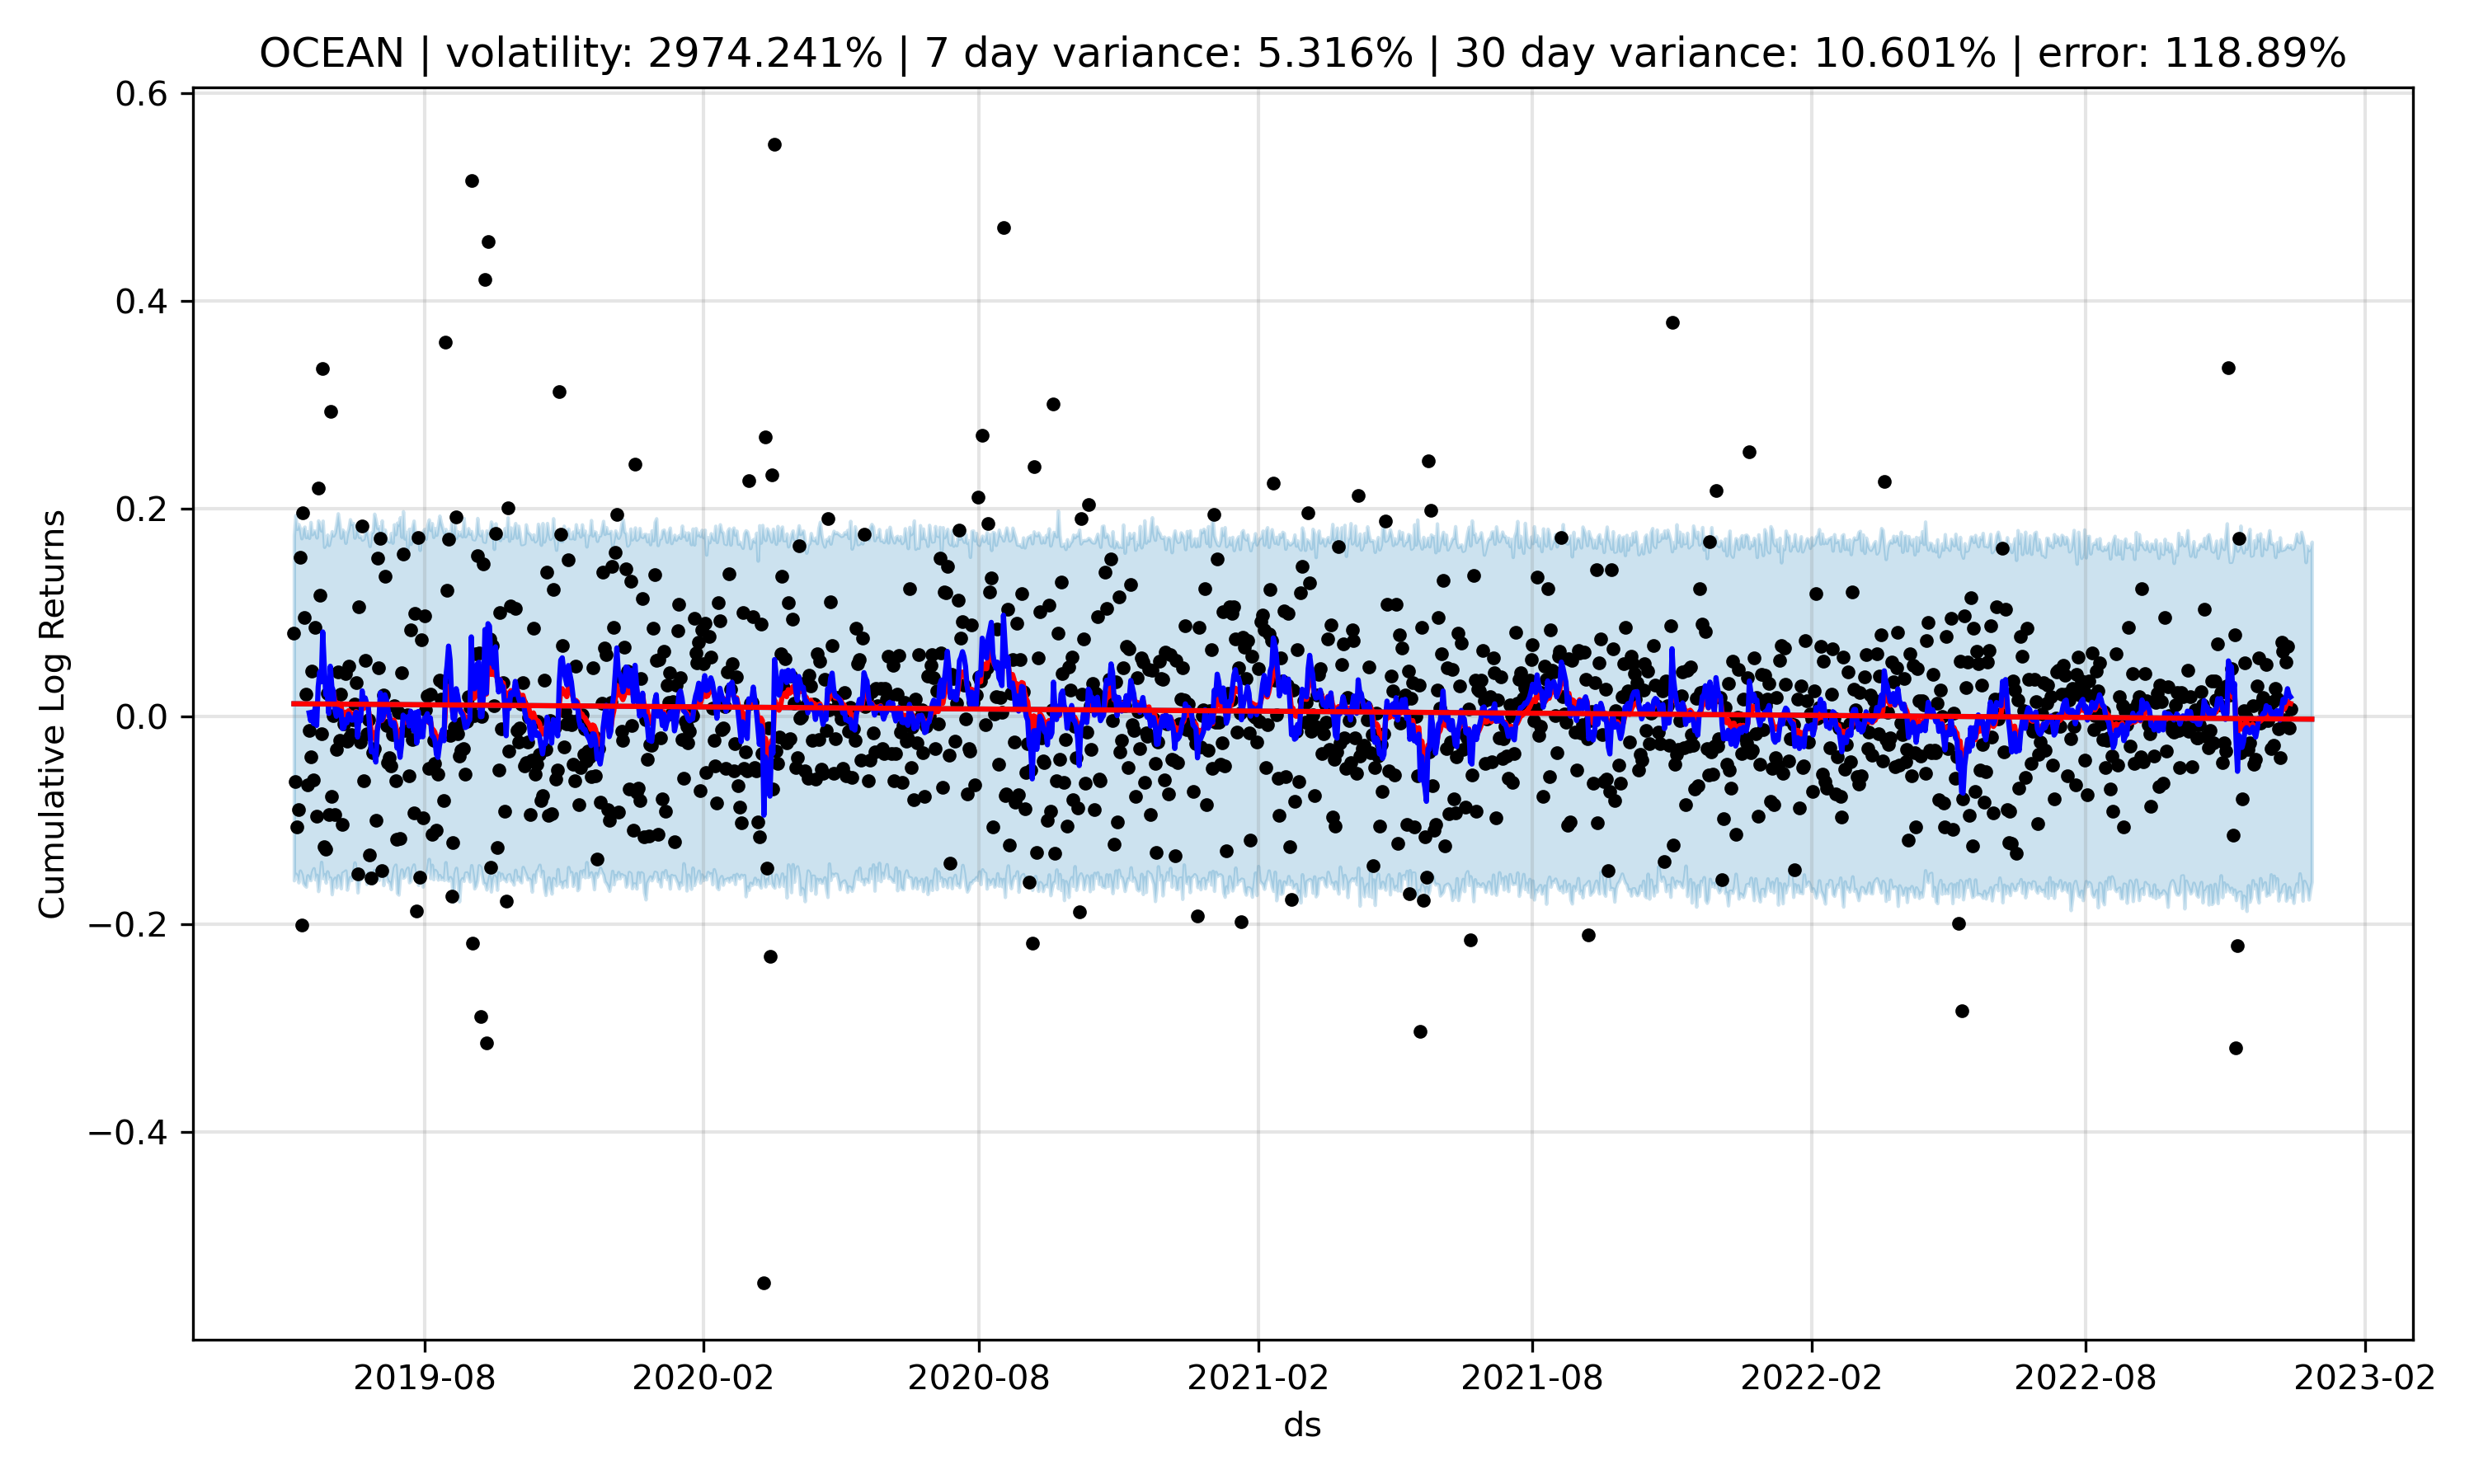 OCEAN | volatility: 2974.241% | 7 day variance: 5.316% | 30 day variance: 10.601% | error: 118.89%
0.6
0.4
0.2
0.0
−0.2
−0.4
Cumulative Log Returns
2019-08 2020-02 2020-08 2021-02 2021-08 2022-02 2022-08 2023-02
ds